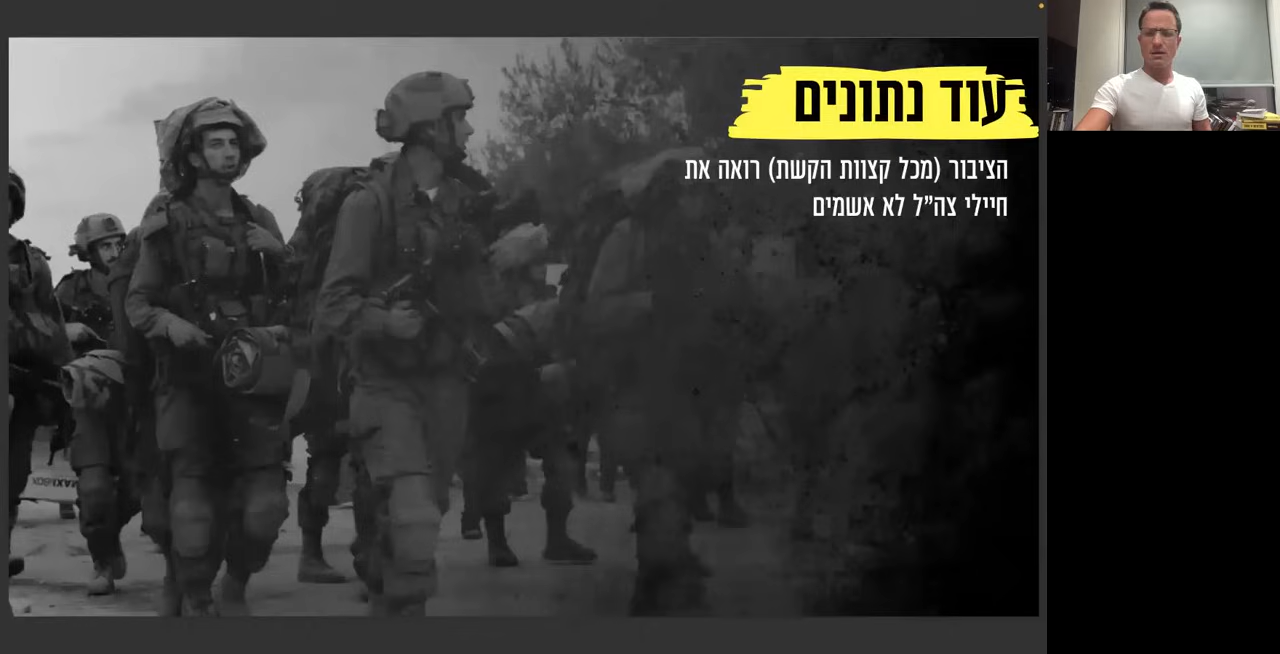 עוד נתונים
הציבור (מכל קצוות הקשת) רואה את
חיילי צה"ל לא אשמים